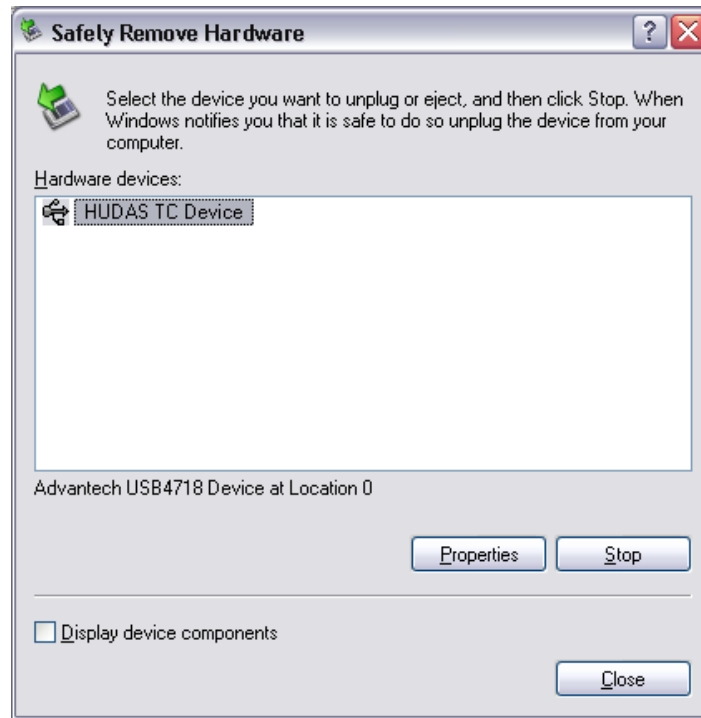 Safely Remove Hardware
Select the device you want to unplug or eject, and then click Stop. When
Windows notifies you that it is safe to do so unplug the device from your
computer.
Hardware devices:
HUDAS TC Device
Advantech USB4718 Device at Location 0
Properties
Stop
Display device components
Close